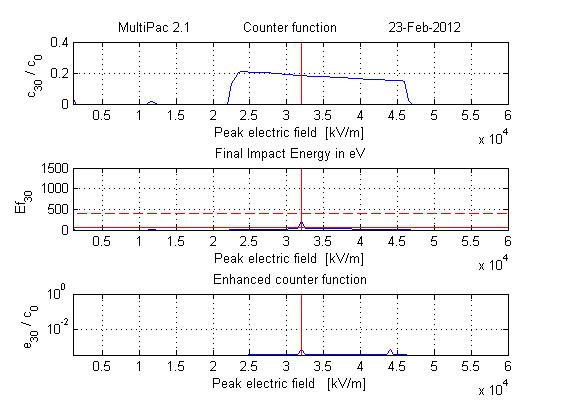 MultiPac 2.1 Counter function 23-Feb-2012
0.4
0.2
0
c30 / c0
0.5 1 1.5 2 2.5 3 3.5 4 4.5 5 5.5 6
Peak electric field [kV/m]
x 10^4
Final Impact Energy in eV
1500
1000
500
0
Ef30
0.5 1 1.5 2 2.5 3 3.5 4 4.5 5 5.5 6
Peak electric field [kV/m]
x 10^4
Enhanced counter function
10^0
10^-2
e30 / c0
0.5 1 1.5 2 2.5 3 3.5 4 4.5 5 5.5 6
Peak electric field [kV/m]
x 10^4